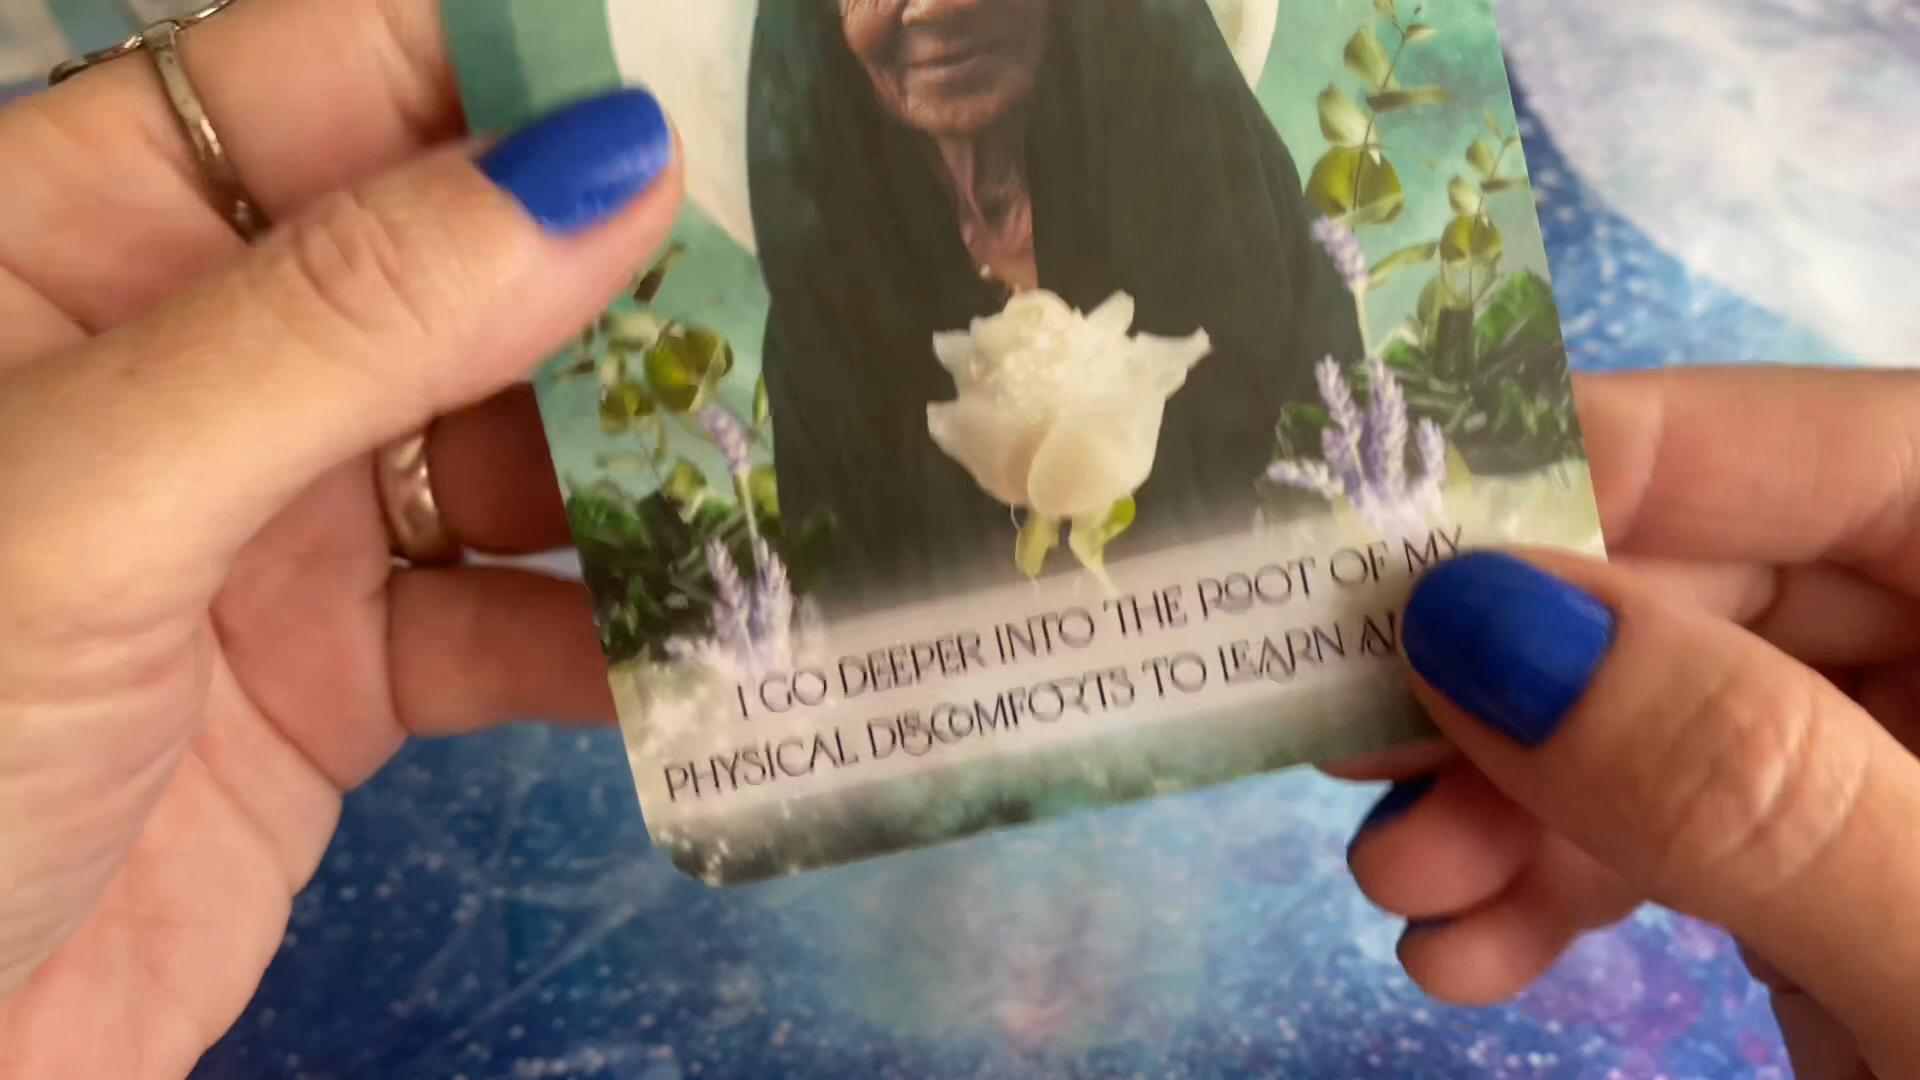 I GO DEEPER INTO THE ROOT OF MY
PHYSICAL DISCOMFORTS TO LEARN